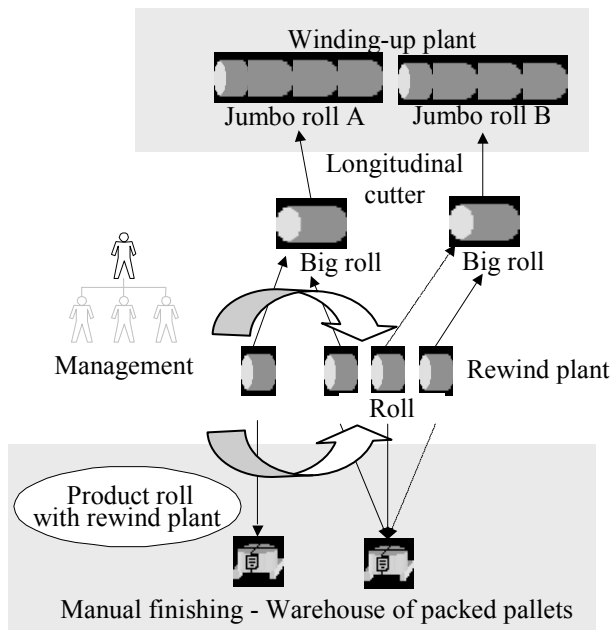 Winding-up plant
Jumbo roll A
Jumbo roll B
Longitudinal
cutter
Big roll
Big roll
Management
Rewind plant
Roll
Product roll
with rewind plant
Manual finishing - Warehouse of packed pallets